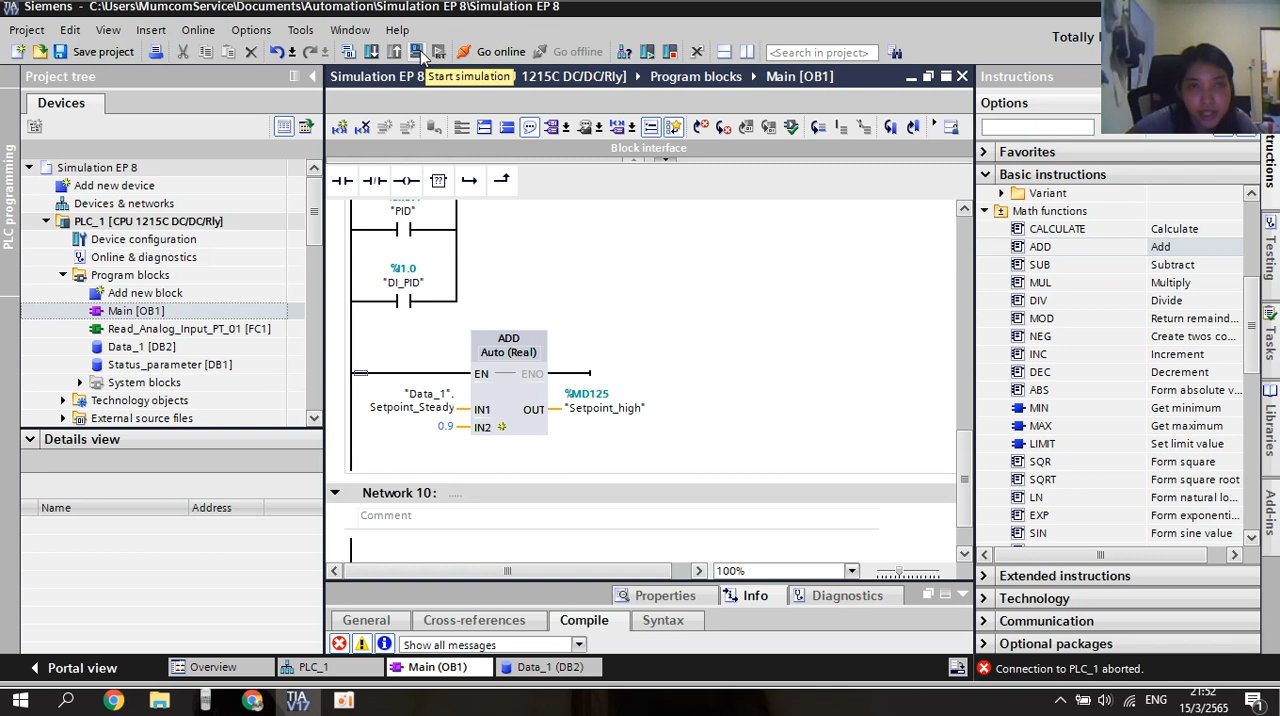 Siemens - C:\Users\MumcomService\Documents\Automation\Simulation EP 8\Simulation EP 8
Project Edit View Insert Online Options Tools Window Help
Totally I
Save project
Go online
Go offline
<Search in project>
Start simulation
Project tree
Simulation EP 8
1215C DC/DC/Rly]
Program blocks
Main [OB1]
Instructions
Devices
Options
Block interface
Favorites
Basic instructions
Variant
Math functions
CALCULATE Calculate
ADD Add
SUB Subtract
MUL Multiply
DIV Divide
MOD Return remaind...
NEG Create twos co...
INC Increment
DEC Decrement
ABS Form absolute v...
MIN Get minimum
MAX Get maximum
LIMIT Set limit value
SQR Form square
SQRT Form square root
LN Form natural lo...
EXP Form exponenti...
SIN Form sine value
Extended instructions
Technology
Communication
Optional packages
PLC programming
Simulation EP 8
Add new device
Devices & networks
PLC_1 [CPU 1215C DC/DC/Rly]
Device configuration
Online & diagnostics
Program blocks
Add new block
Main [OB1]
Read_Analog_Input_PT_01 [FC1]
Data_1 [DB2]
Status_parameter [DB1]
System blocks
Technology objects
External source files
Details view
Name Address
"PID"
%I1.0
"DI_PID"
ADD
Auto (Real)
EN ENO
"Data_1".
Setpoint_Steady
IN1 OUT
%MD125
"Setpoint_high"
0.9 IN2
Network 10: .....
Comment
100%
Properties
Info
Diagnostics
General Cross-references Compile Syntax
Show all messages
Testing
Tasks
Libraries
Add-ins
Portal view
Overview
PLC_1
Main (OB1)
Data_1 (DB2)
Connection to PLC_1 aborted.
TIA
V17
ENG
21:52
15/3/2565
1